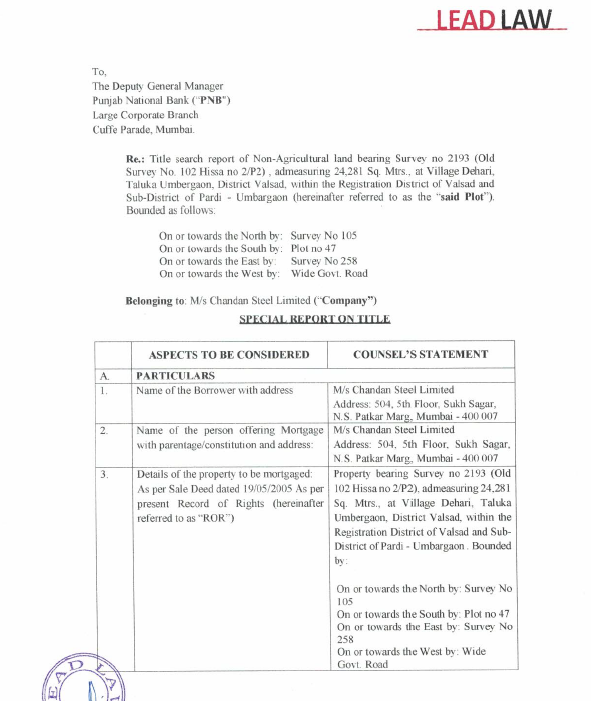 LEAD LAW
To,
The Deputy General Manager
Punjab National Bank ("PNB")
Large Corporate Branch
Cuffe Parade, Mumbai.
Re.: Title search report of Non-Agricultural land bearing Survey no 2193 (Old
Survey No. 102 Hissa no 2/P2) , admeasuring 24,281 Sq. Mtrs., at Village Dehari,
Taluka Umbergaon, District Valsad, within the Registration District of Valsad and
Sub-District of Pardi - Umbargaon (hereinafter referred to as the "said Plot").
Bounded as follows:
On or towards the North by: Survey No 105
On or towards the South by: Plot no 47
On or towards the East by: Survey No 258
On or towards the West by: Wide Govt. Road
Belonging to: M/s Chandan Steel Limited ("Company")
SPECIAL REPORT ON TITLE
ASPECTS TO BE CONSIDERED
COUNSEL'S STATEMENT
A.
PARTICULARS
1.
Name of the Borrower with address
M/s Chandan Steel Limited
Address: 504, 5th Floor, Sukh Sagar,
N.S. Patkar Marg, Mumbai - 400 007
2.
Name of the person offering Mortgage
with parentage/constitution and address:
M/s Chandan Steel Limited
Address: 504, 5th Floor, Sukh Sagar,
N.S. Patkar Marg, Mumbai - 400 007
3.
Details of the property to be mortgaged:
As per Sale Deed dated 19/05/2005 As per
present Record of Rights (hereinafter
referred to as "ROR")
Property bearing Survey no 2193 (Old
102 Hissa no 2/P2), admeasuring 24,281
Sq. Mtrs., at Village Dehari, Taluka
Umbergaon, District Valsad, within the
Registration District of Valsad and Sub-
District of Pardi - Umbargaon . Bounded
by:
On or towards the North by: Survey No
105
On or towards the South by: Plot no 47
On or towards the East by: Survey No
258
On or towards the West by: Wide
Govt. Road
EAD LA